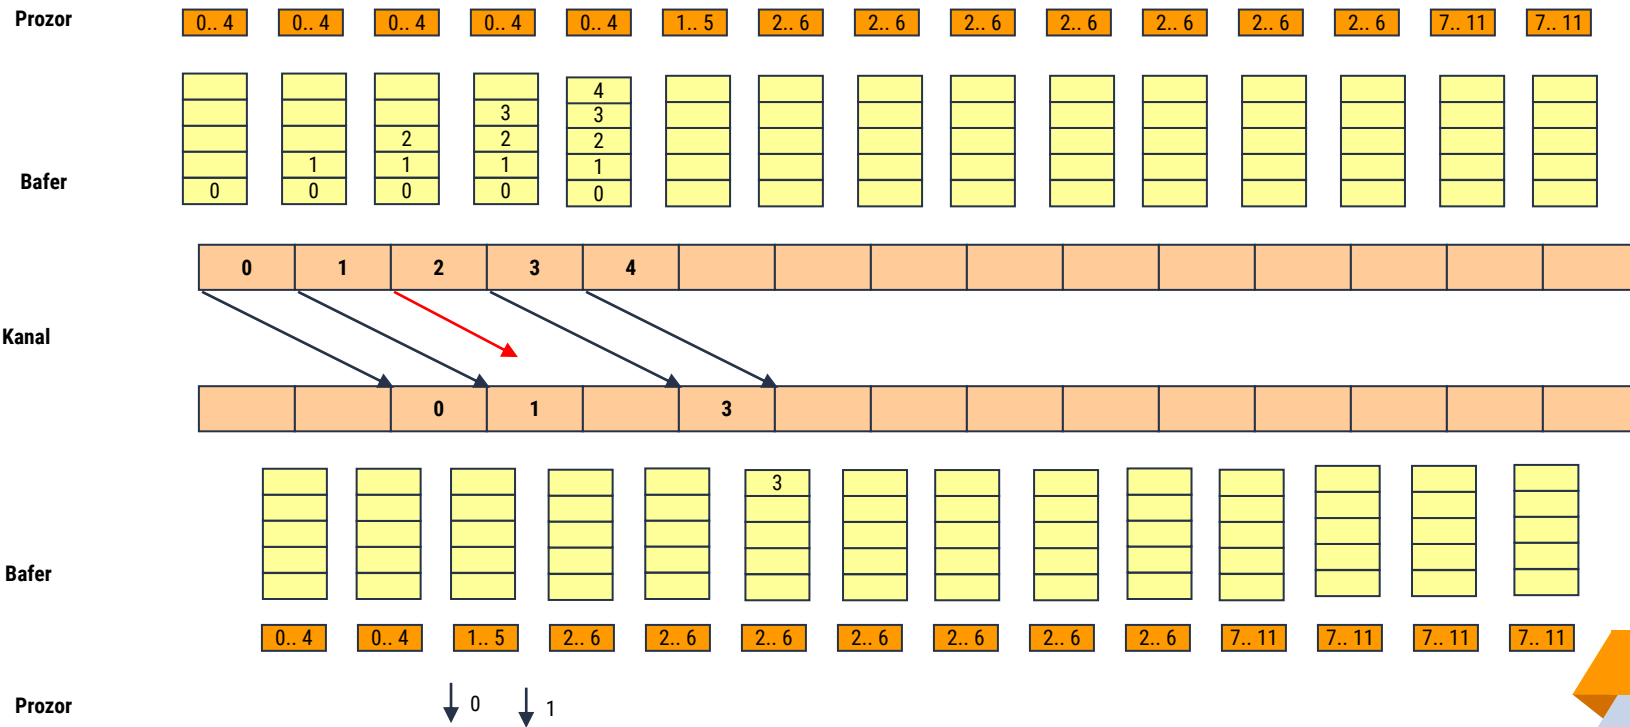 Prozor 0.. 4 0.. 4 0.. 4 0.. 4 0.. 4 1.. 5 2.. 6 2.. 6 2.. 6 2.. 6 2.. 6 2.. 6 2.. 6 7.. 11 7.. 11
4
3 3
2 2 2
1 1 1 1
Bafer 0 0 0 0 0
0 1 2 3 4
Kanal
0 1 3
3
Bafer
0.. 4 0.. 4 1.. 5 2.. 6 2.. 6 2.. 6 2.. 6 2.. 6 2.. 6 2.. 6 7.. 11 7.. 11 7.. 11 7.. 11
Prozor 0 1